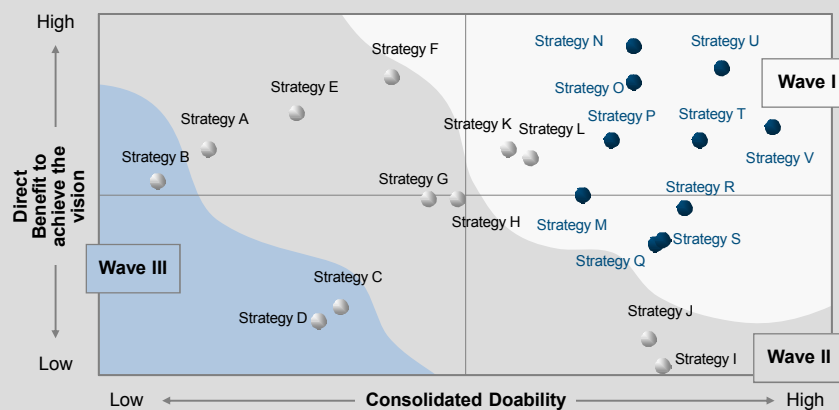 High
Strategy N
Strategy U
Strategy F
Wave I
Strategy E
Strategy O
Strategy A
Strategy P
Strategy T
Strategy K
Strategy L
Strategy B
Strategy V
Direct
Benefit to
achieve the
vision
Strategy G
Strategy R
Strategy H
Strategy M
Strategy S
Strategy Q
Wave III
Strategy C
Strategy D
Strategy J
Strategy I
Wave II
Low
Low
Consolidated Doability
High